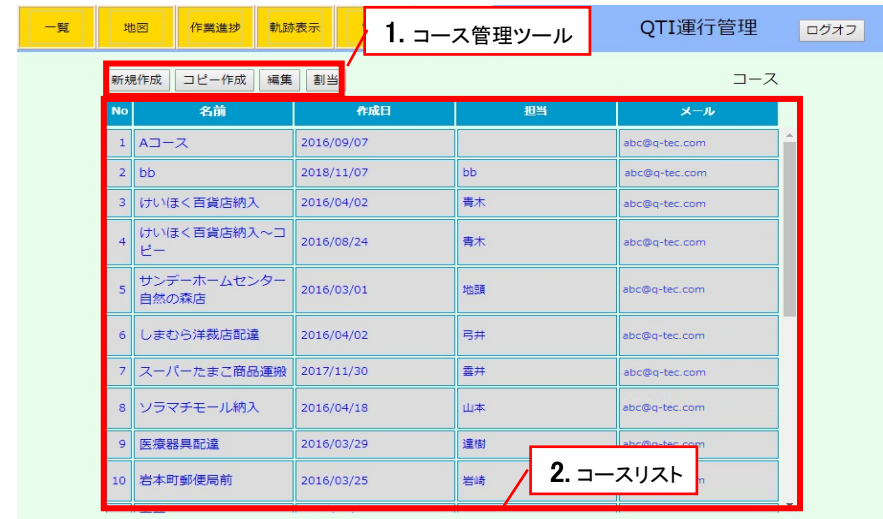 一覧 地図 作業進捗 軌跡表示 QTI運行管理 ログオフ
1. コース管理ツール
新規作成 コピー作成 編集 割当 コース
No 名前 作成日 担当 メール
1 Aコース 2016/09/07 abc@q-tec.com
2 bb 2018/11/07 bb abc@q-tec.com
3 けいほく百貨店納入 2016/04/02 青木 abc@q-tec.com
4 けいほく百貨店納入～コ
ピー 2016/08/24 青木 abc@q-tec.com
5 サンデーホームセンター
自然の森店 2016/03/01 地頭 abc@q-tec.com
6 しまむら洋裁店配達 2016/04/02 弓井 abc@q-tec.com
7 スーパーたまご商品運搬 2017/11/30 雲井 abc@q-tec.com
8 ソラマチモール納入 2016/04/18 山本 abc@q-tec.com
9 医療器具配達 2016/03/29 達樹
10 岩本町郵便局前 2016/03/25 岩崎
2. コースリスト